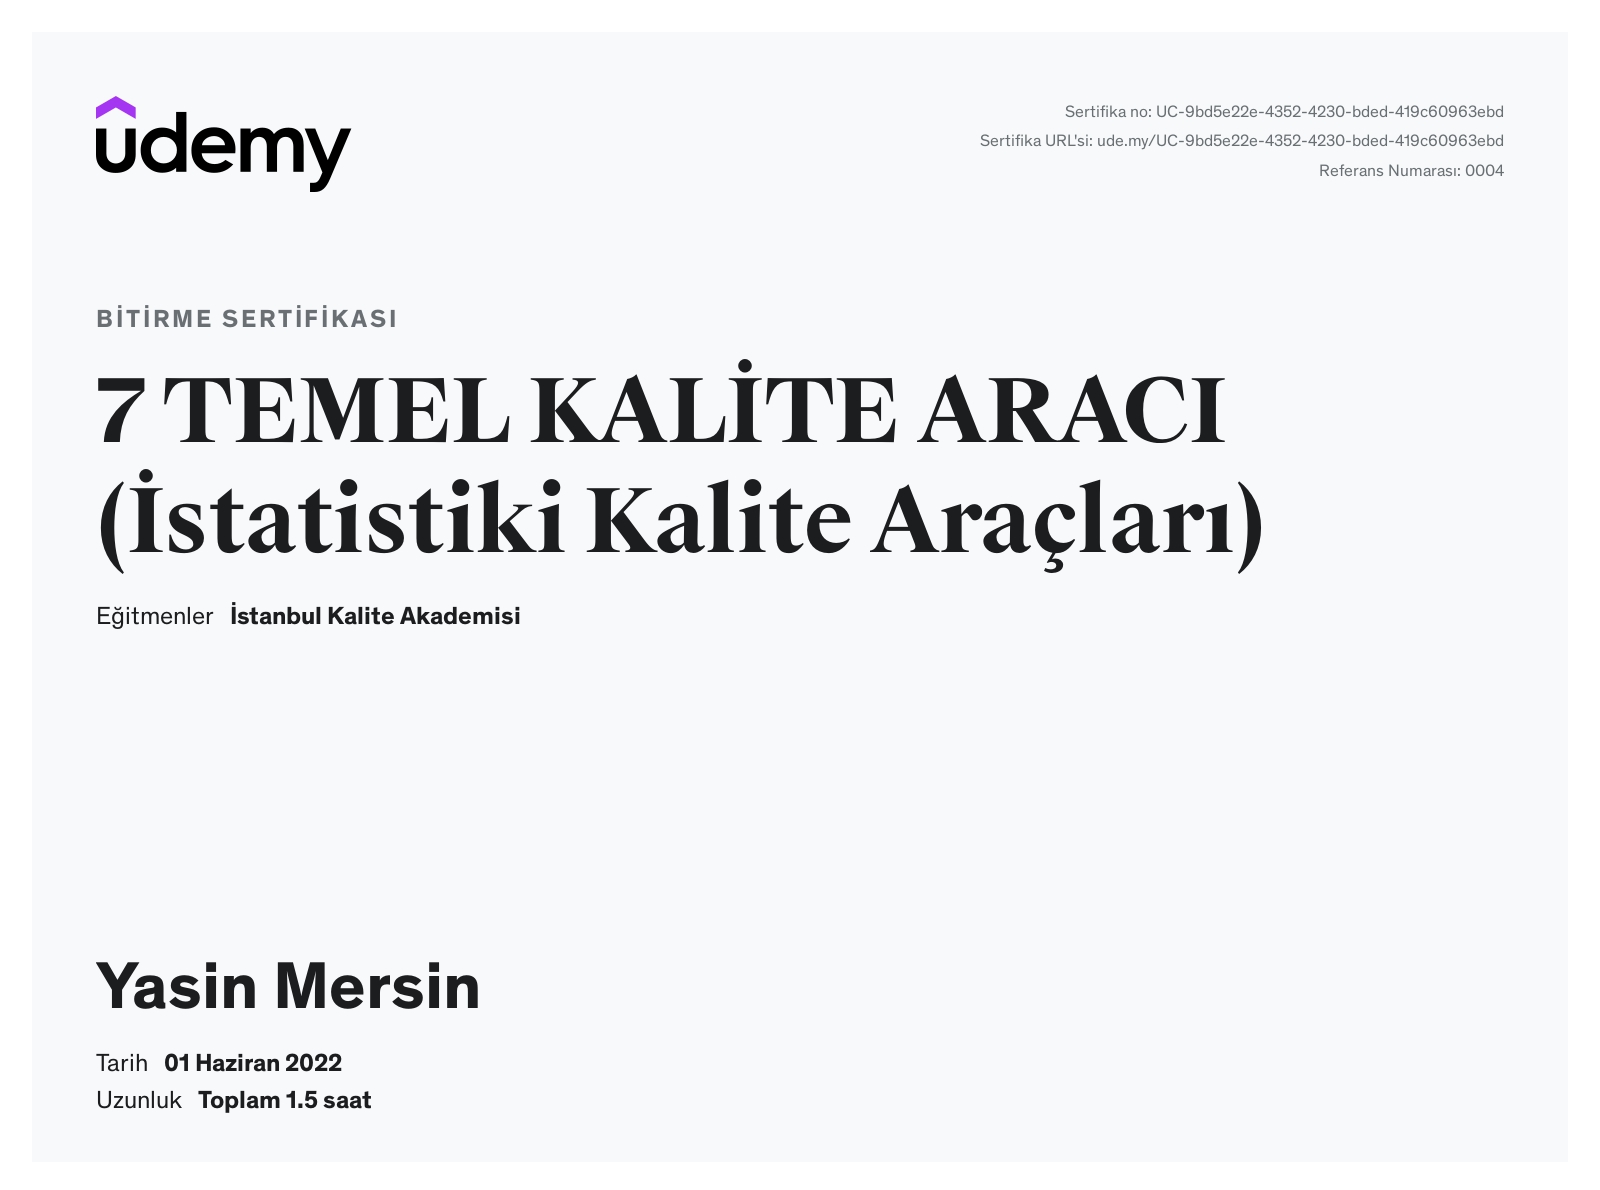 udemy
Sertifika no: UC-9bd5e22e-4352-4230-bded-419c60963ebd
Sertifika URL'si: ude.my/UC-9bd5e22e-4352-4230-bded-419c60963ebd
Referans Numarası: 0004
BİTİRME SERTİFİKASI
7 TEMEL KALİTE ARACI
(İstatistiki Kalite Araçları)
Eğitmenler İstanbul Kalite Akademisi
Yasin Mersin
Tarih 01 Haziran 2022
Uzunluk Toplam 1.5 saat